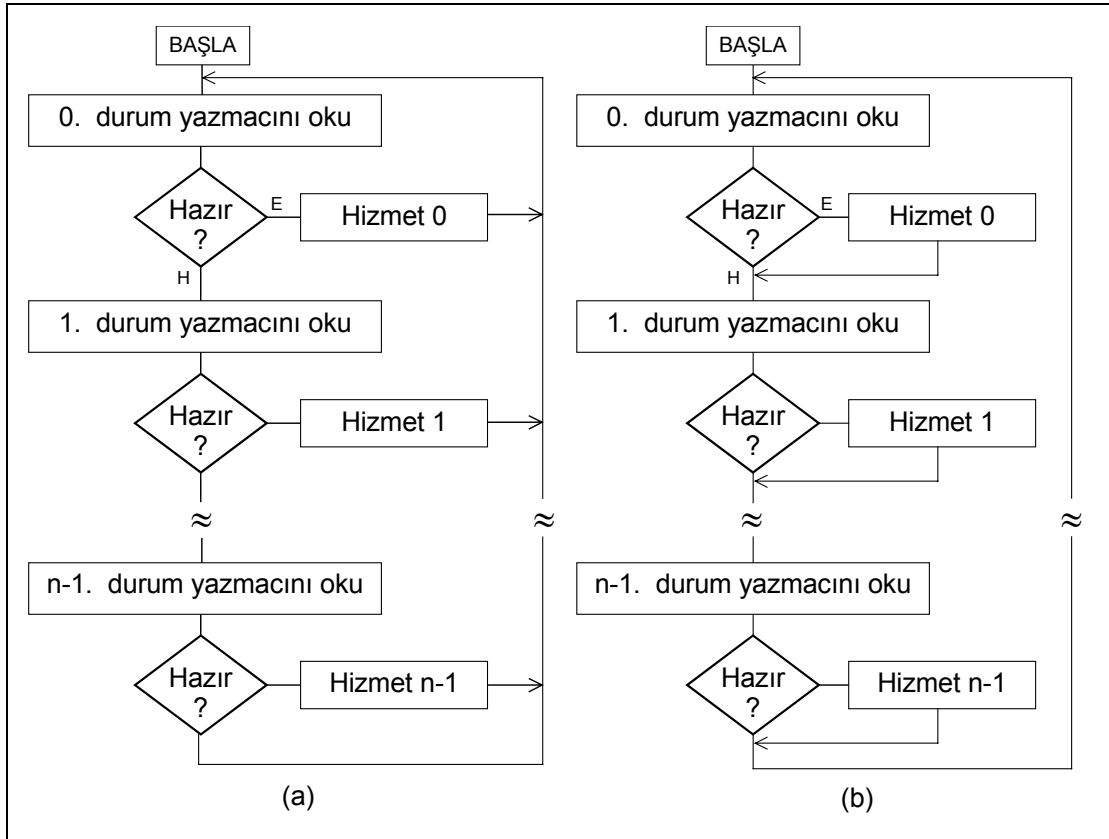 BAŞLA
0. durum yazmacını oku
Hazır
?
E
Hizmet 0
H
1. durum yazmacını oku
Hazır
?
Hizmet 1
≈
≈
n-1. durum yazmacını oku
Hazır
?
Hizmet n-1
(a)
BAŞLA
0. durum yazmacını oku
Hazır
?
E
Hizmet 0
H
1. durum yazmacını oku
Hazır
?
Hizmet 1
≈
≈
n-1. durum yazmacını oku
Hazır
?
Hizmet n-1
(b)